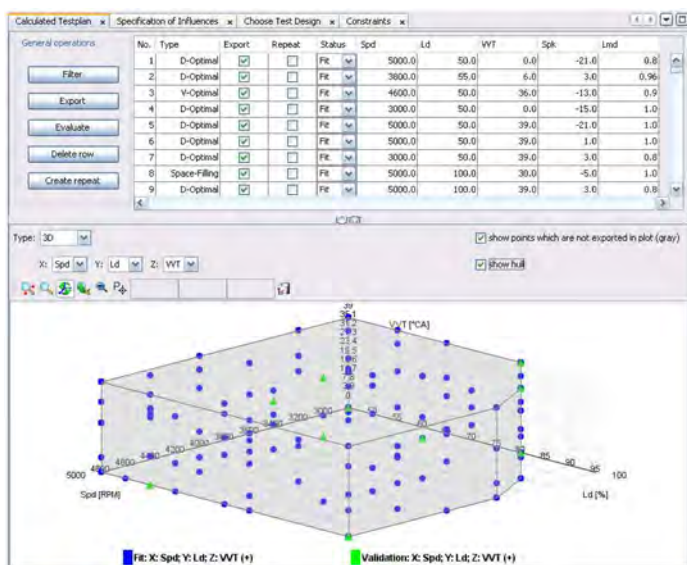 Calculated Testplan × Specification of Influences × Choose Test Design × Constraints ×
General operations
Filter
Export
Evaluate
Delete row
Create repeat
No. Type Export Repeat Status Spd Ld VVT Spk Lmd
1 D-Optimal Fit 5000.0 50.0 0.0 -21.0 0.8
2 D-Optimal Fit 3800.0 55.0 6.0 3.0 0.96
3 V-Optimal Fit 4600.0 50.0 36.0 -13.0 0.9
4 D-Optimal Fit 3000.0 50.0 0.0 -15.0 1.0
5 D-Optimal Fit 5000.0 50.0 39.0 -21.0 1.0
6 D-Optimal Fit 5000.0 50.0 39.0 1.0 1.0
7 D-Optimal Fit 3000.0 50.0 39.0 3.0 0.8
8 Space-Filling Fit 5000.0 100.0 30.0 -5.0 1.0
9 D-Optimal Fit 5000.0 100.0 39.0 3.0 0.8
Type: 3D
show points which are not exported in plot (gray)
X: Spd Y: Ld Z: VVT
show hull
39
VVT [°CA]
5000 4800 4600 4400 4200 4000 3200 3000
70 75 80 85 90 95 100
Spd [RPM]
Ld [%]
Fit: X: Spd; Y: Ld; Z: VVT (+)
Validation: X: Spd; Y: Ld; Z: VVT (+)